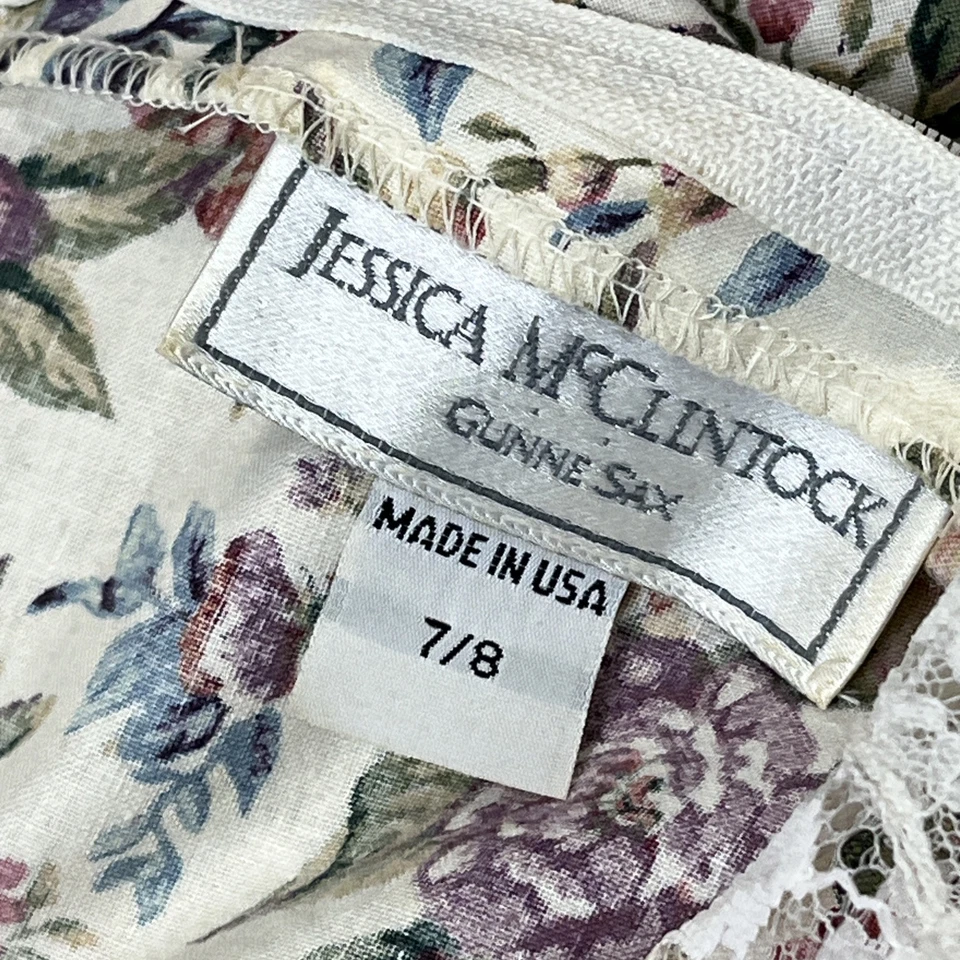 JESSICA McCLINTOCK
GUNNE SAX
MADE IN USA
7/8